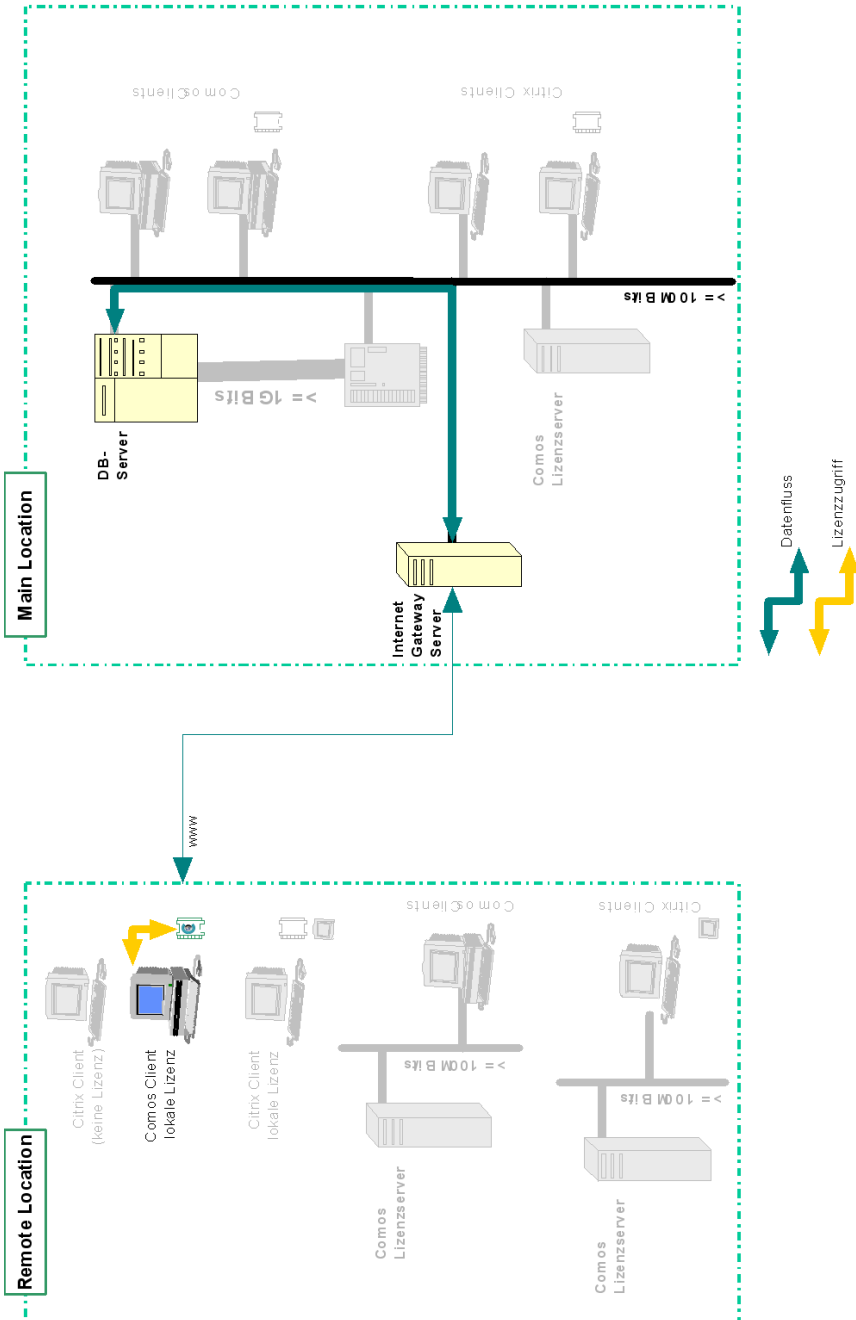 Main Location
Comos Clients
Citrix Clients
>= 100M Bits
>= 1G Bits
DB-
Server
Comos
Lizenzserver
Internet
Gateway
Server
Datenfluss
Lizenzzugriff
www
Remote Location
Citrix Client
(keine Lizenz)
Comos Client
lokale Lizenz
Citrix Client
lokale Lizenz
Comos Clients
>= 100M Bits
Comos
Lizenzserver
Citrix Clients
>= 100M Bits
Comos
Lizenzserver